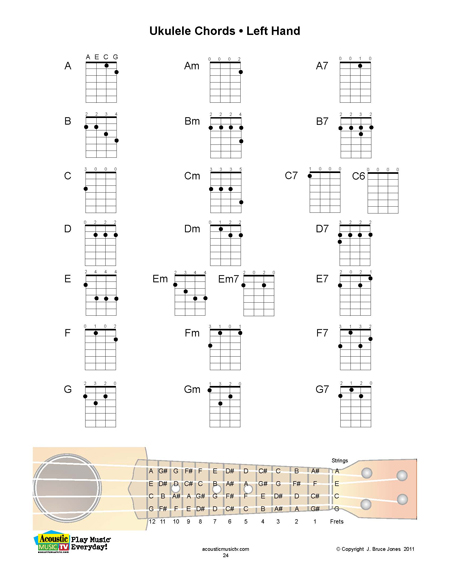 Ukulele Chords • Left Hand
A E C G
A Am A7
B Bm B7
C Cm C7 C6
D Dm D7
E Em Em7 E7
F Fm F7
G Gm G7
Strings
A G# G F# F E D# D C# C B A# A
E D# D C# C B A# A G# G F# F E
C B A# A G# G F# F E D# D C# C
G F# F E D# D C# C B A# A G# G
12 11 10 9 8 7 6 5 4 3 2 1 Frets
Acoustic
MUSIC TV
Play Music
Everyday!
acousticmusictv.com
24
© Copyright J. Bruce Jones 2011